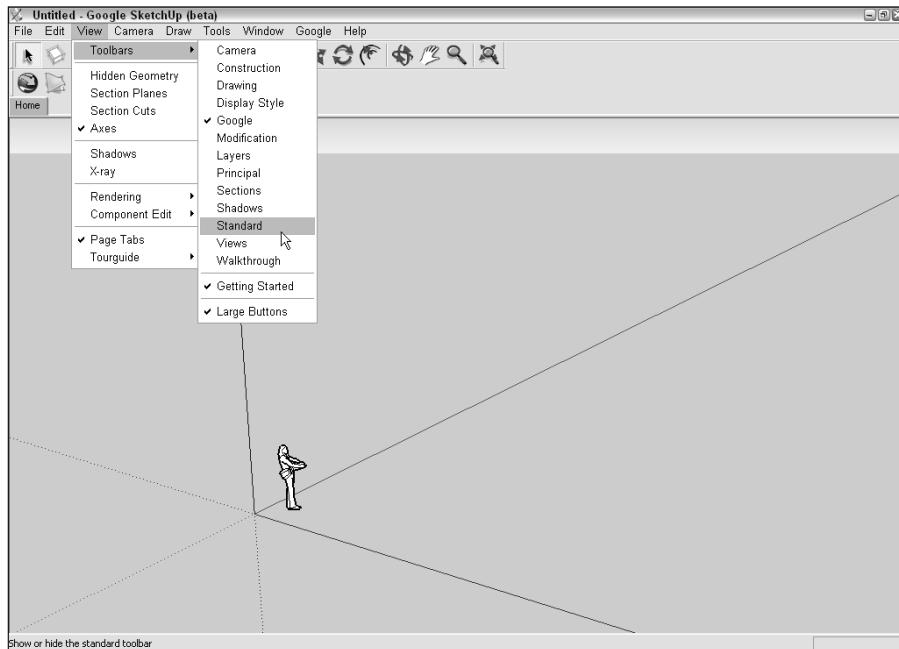 Untitled - Google SketchUp (beta)
File Edit View Camera Draw Tools Window Google Help
Toolbars
Hidden Geometry
Section Planes
Section Cuts
Axes
Shadows
X-ray
Rendering
Component Edit
Page Tabs
Tourguide
Camera
Construction
Drawing
Display Style
Google
Modification
Layers
Principal
Sections
Shadows
Standard
Views
Walkthrough
Getting Started
Large Buttons
Home
Show or hide the standard toolbar